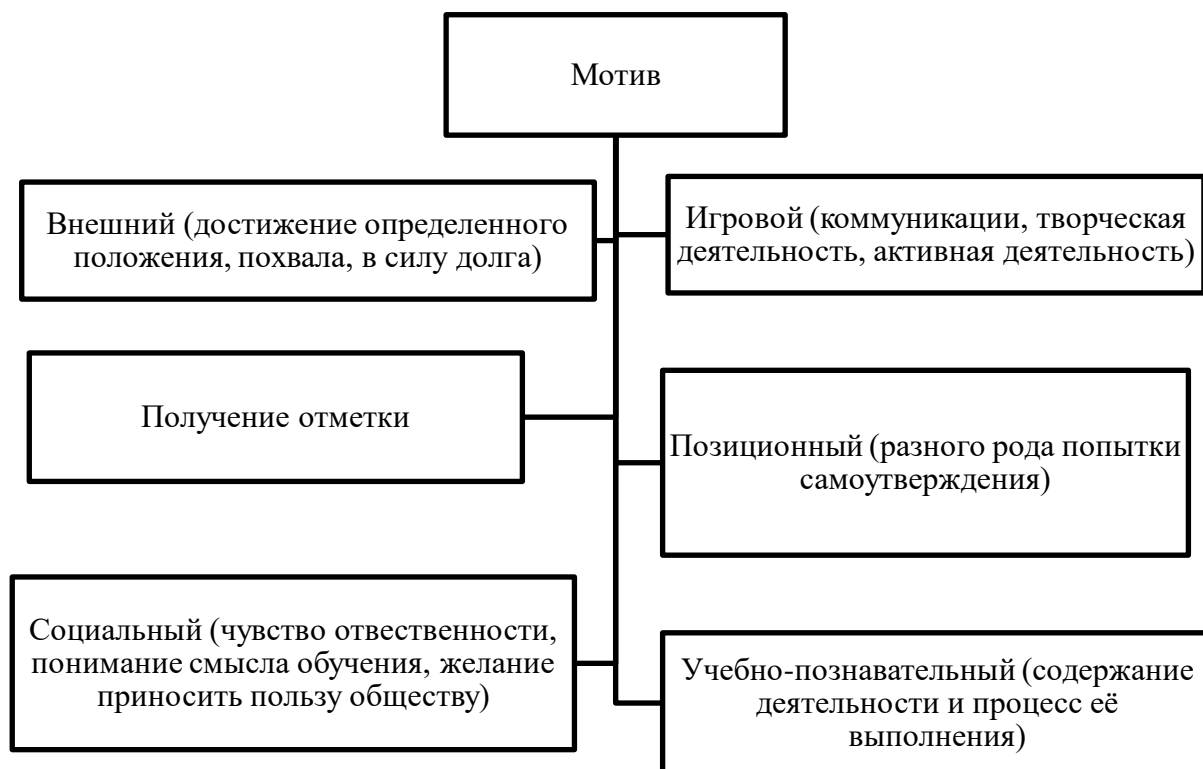 Мотив
Внешний (достижение определенного
положения, похвала, в силу долга)
Игровой (коммуникации, творческая
деятельность, активная деятельность)
Получение отметки
Позиционный (разного рода попытки
самоутверждения)
Социальный (чувство отвественности,
понимание смысла обучения, желание
приносить пользу обществу)
Учебно-познавательный (содержание
деятельности и процесс её
выполнения)